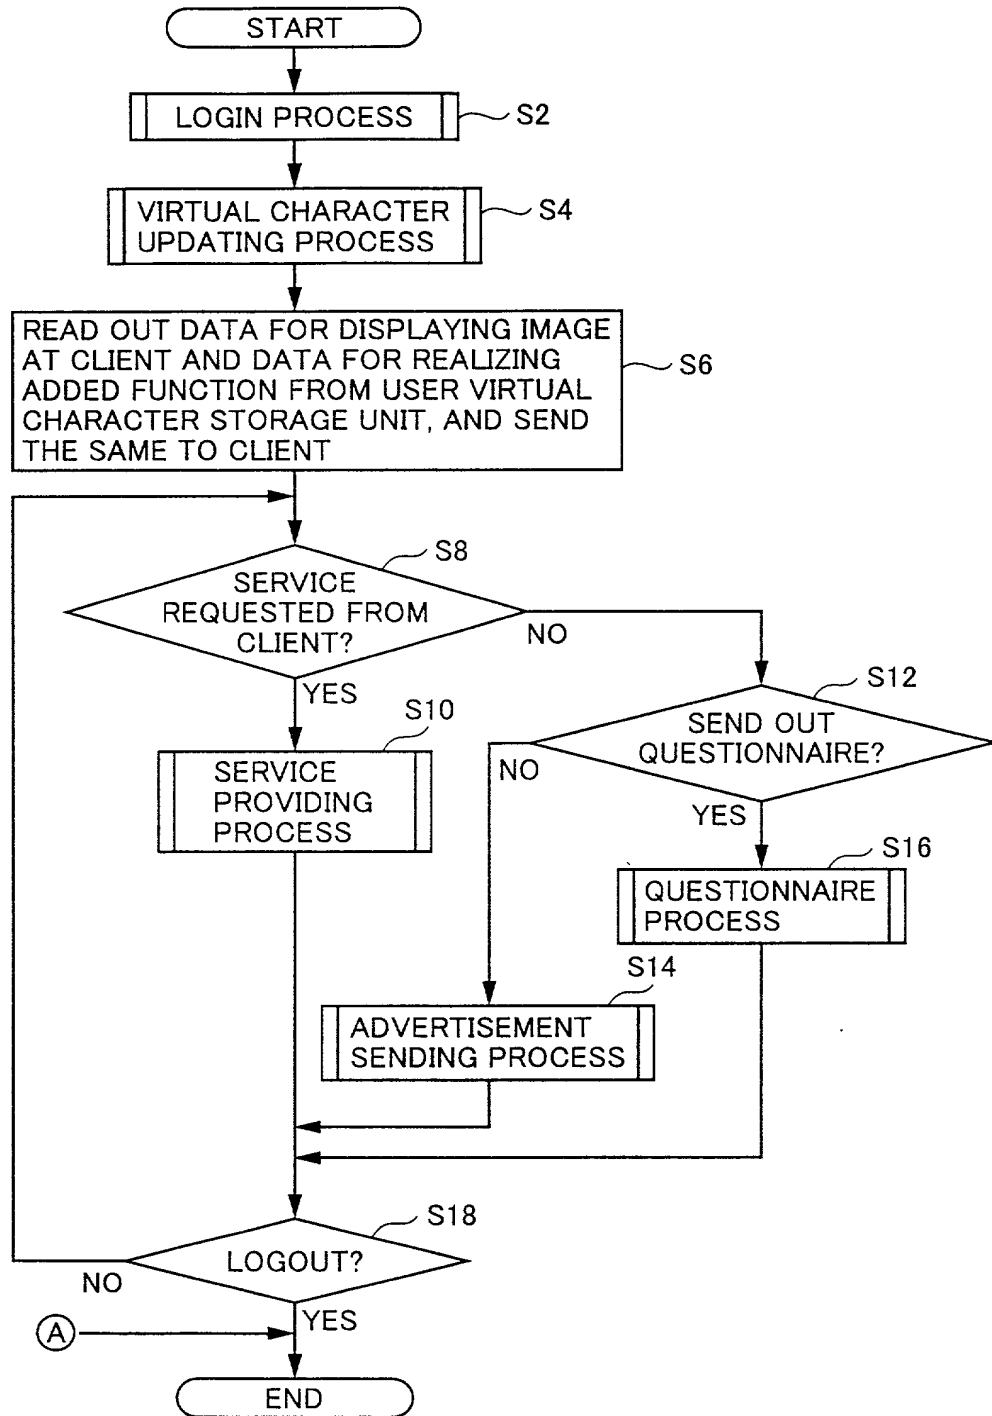 START
LOGIN PROCESS
S2
VIRTUAL CHARACTER
UPDATING PROCESS
S4
READ OUT DATA FOR DISPLAYING IMAGE
AT CLIENT AND DATA FOR REALIZING
ADDED FUNCTION FROM USER VIRTUAL
CHARACTER STORAGE UNIT, AND SEND
THE SAME TO CLIENT
S6
S8
SERVICE
REQUESTED FROM
CLIENT?
NO
YES
S12
SEND OUT
QUESTIONNAIRE?
NO
YES
S10
SERVICE
PROVIDING
PROCESS
S16
QUESTIONNAIRE
PROCESS
S14
ADVERTISEMENT
SENDING PROCESS
S18
LOGOUT?
NO
YES
A
END